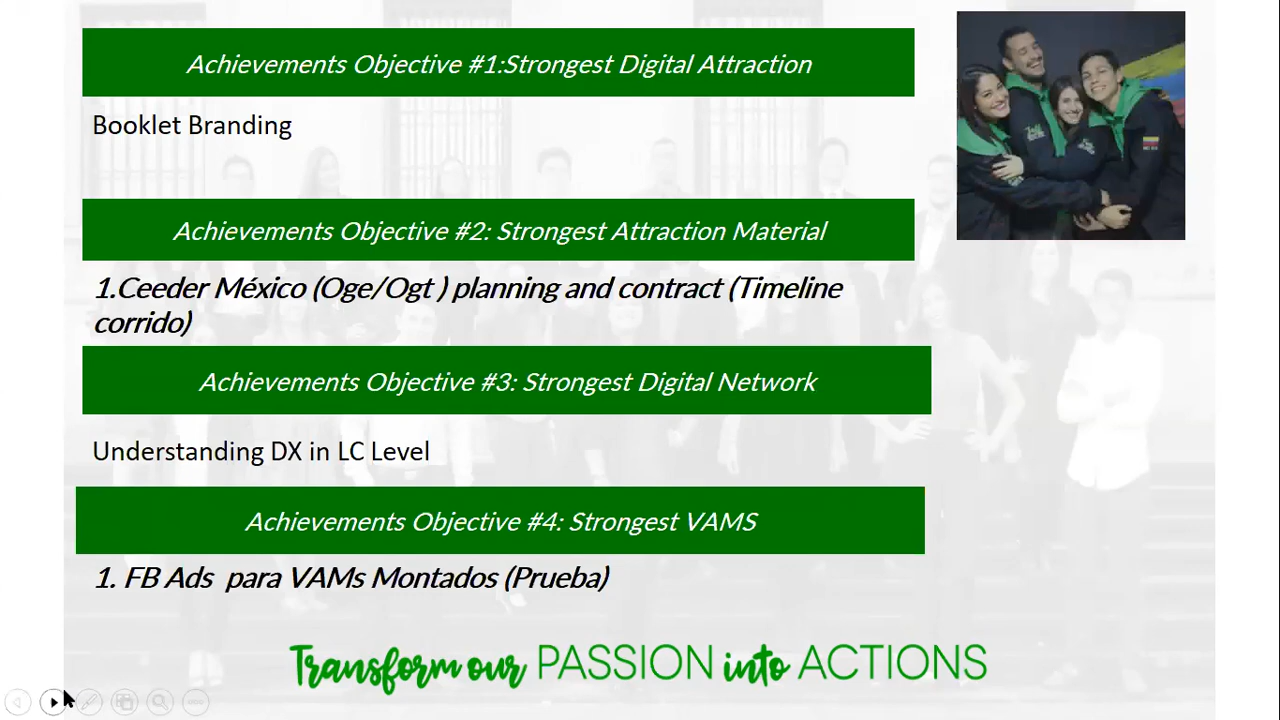 Achievements Objective #1:Strongest Digital Attraction
Booklet Branding
Achievements Objective #2: Strongest Attraction Material
1.Ceeder México (Oge/Ogt ) planning and contract (Timeline
corrido)
Achievements Objective #3: Strongest Digital Network
Understanding DX in LC Level
Achievements Objective #4: Strongest VAMS
1. FB Ads para VAMs Montados (Prueba)
Transform our PASSION into ACTIONS